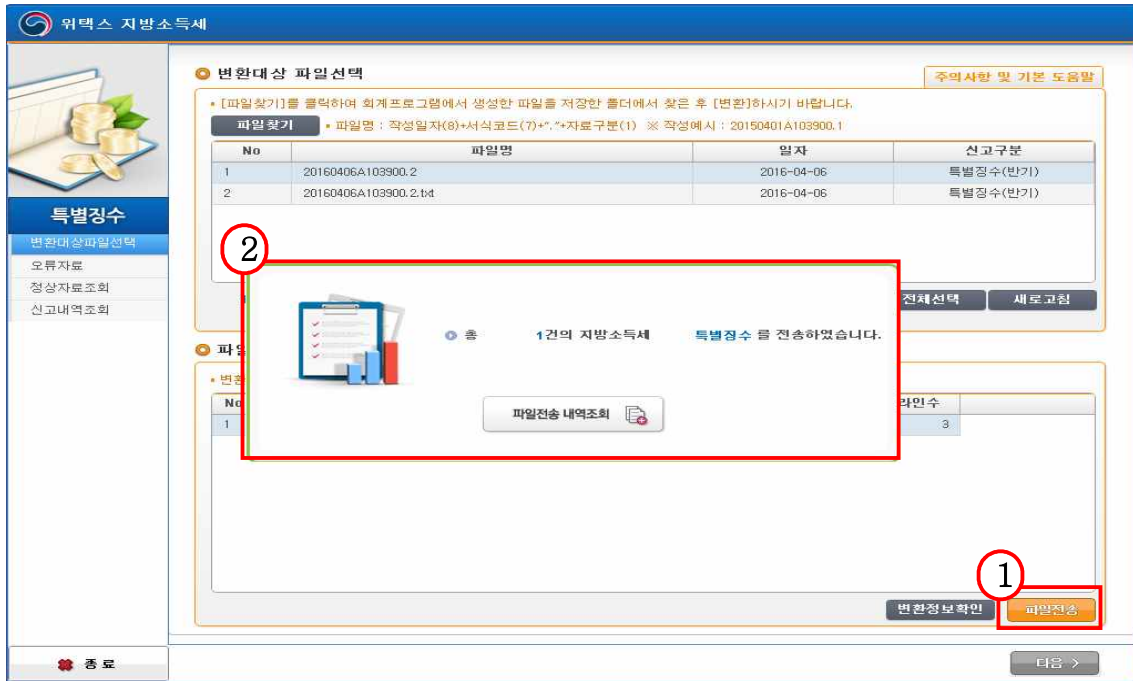 위택스 지방소득세
변환대상 파일선택
주의사항 및 기본 도움말
• [파일찾기]를 클릭하여 회계프로그램에서 생성한 파일을 저장한 폴더에서 찾은 후 [변환]하시기 바랍니다.
파일찾기 • 파일명 : 작성일자(8)+서식코드(7)+"."+자료구분(1) ※ 작성예시 : 20150401A103900.1
No 파일명 일자 신고구분
1 20160406A103900.2 2016-04-06 특별징수(반기)
2 20160406A103900.2.txt 2016-04-06 특별징수(반기)
특별징수
변환대상파일선택
오류자료
정상자료조회
신고내역조회
2
전체선택 새로고침
총 1건의 지방소득세 특별징수 를 전송하였습니다.
파일전송 내역조회
파일
• 변환
No 라인수
1 3
1
변환정보확인 파일전송
종료
다음 >